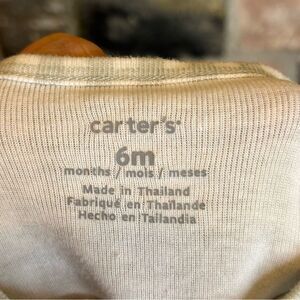 carter's
6m
months / mois / meses
Made in Thailand
Fabriqué en Thaïlande
Hecho en Tailandia